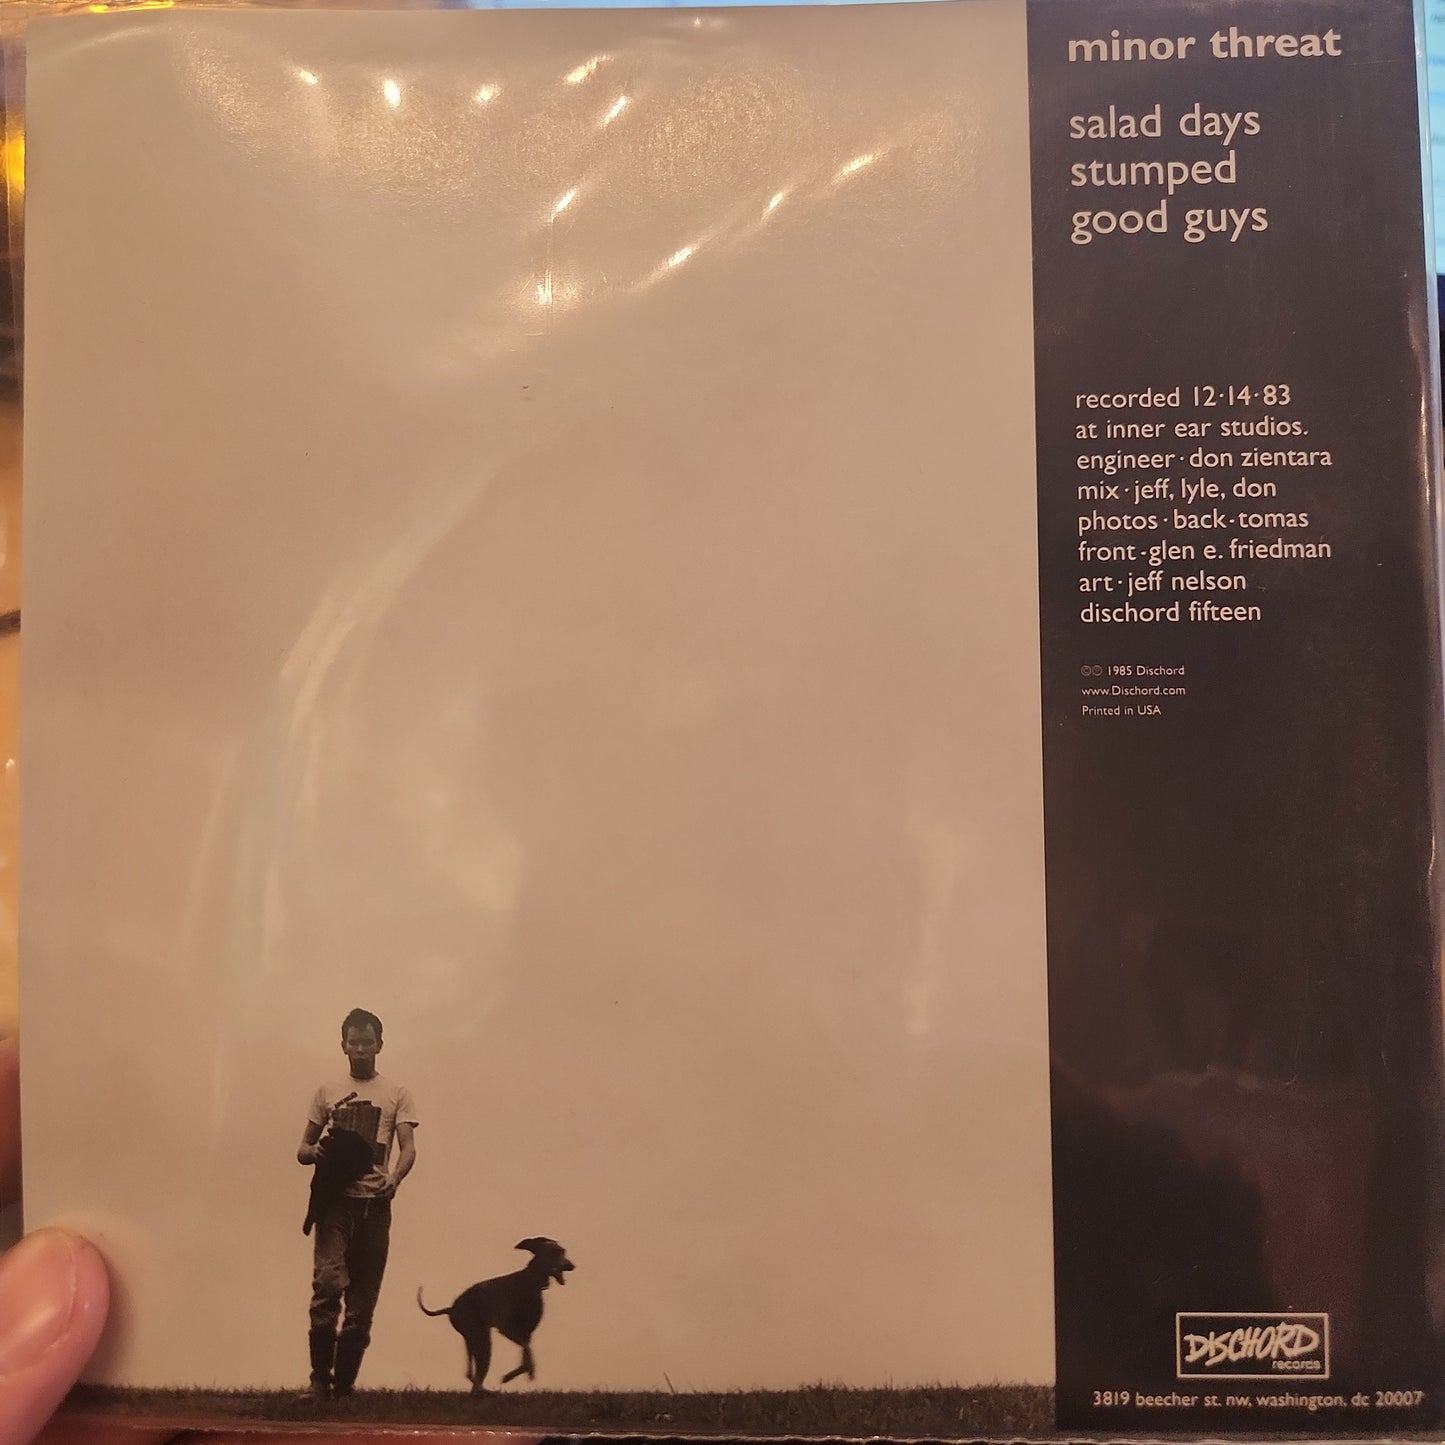 minor threat
salad days
stumped
good guys
recorded 12·14·83
at inner ear studios.
engineer·don zientara
mix·jeff, lyle, don
photos·back·tomas
front·glen e. friedman
art·jeff nelson
dischord fifteen
©℗ 1985 Dischord
www.Dischord.com
Printed in USA
DISCHORD
records
3819 beecher st. nw, washington, dc 20007